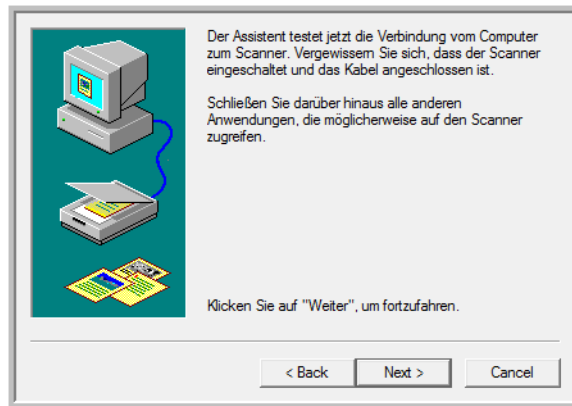 Der Assistent testet jetzt die Verbindung vom Computer
zum Scanner. Vergewissern Sie sich, dass der Scanner
eingeschaltet und das Kabel angeschlossen ist.
Schließen Sie darüber hinaus alle anderen
Anwendungen, die möglicherweise auf den Scanner
zugreifen.
Klicken Sie auf "Weiter", um fortzufahren.
< Back
Next >
Cancel